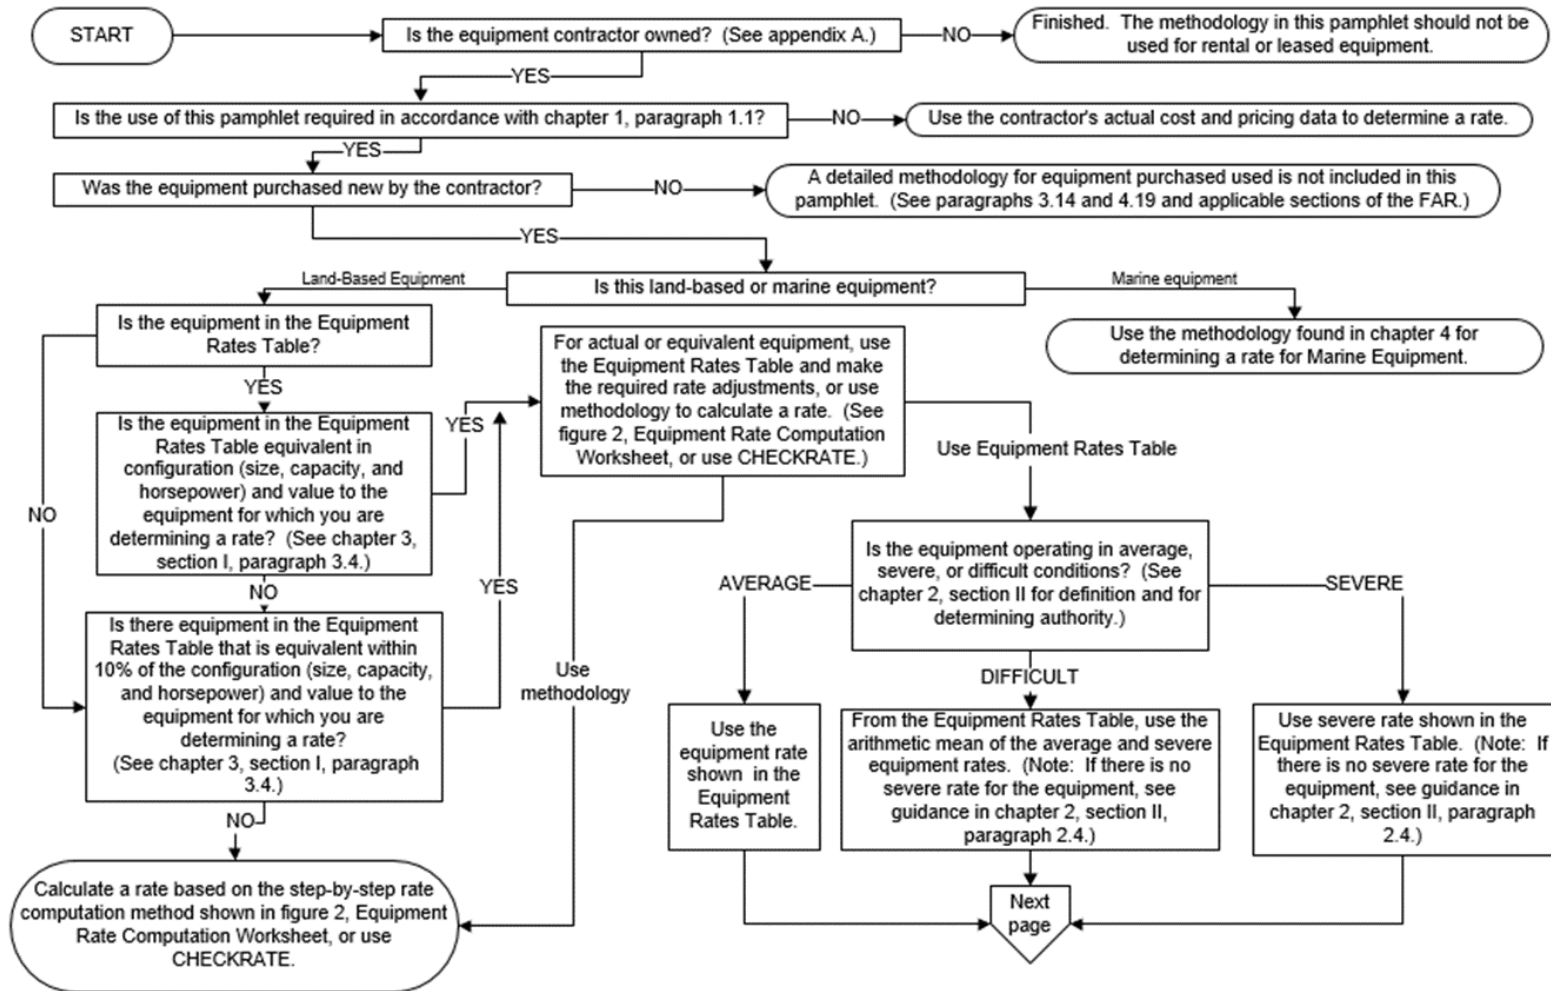 START
Is the equipment contractor owned?  (See appendix A.)
NO
Finished.  The methodology in this pamphlet should not be
used for rental or leased equipment.
YES
Is the use of this pamphlet required in accordance with chapter 1, paragraph 1.1?
NO
Use the contractor's actual cost and pricing data to determine a rate.
YES
Was the equipment purchased new by the contractor?
NO
A detailed methodology for equipment purchased used is not included in this
pamphlet.  (See paragraphs 3.14 and 4.19 and applicable sections of the FAR.)
YES
Is this land-based or marine equipment?
Land-Based Equipment
Marine equipment
Use the methodology found in chapter 4 for
determining a rate for Marine Equipment.
Is the equipment in the Equipment
Rates Table?
YES
NO
Is the equipment in the Equipment
Rates Table equivalent in
configuration (size, capacity, and
horsepower) and value to the
equipment for which you are
determining a rate?  (See chapter 3,
section I, paragraph 3.4.)
YES
NO
Is there equipment in the Equipment
Rates Table that is equivalent within
10% of the configuration (size, capacity,
and horsepower) and value to the
equipment for which you are
determining a rate?
(See chapter 3, section I, paragraph
3.4.)
YES
NO
Calculate a rate based on the step-by-step rate
computation method shown in figure 2, Equipment
Rate Computation Worksheet, or use
CHECKRATE.
For actual or equivalent equipment, use
the Equipment Rates Table and make
the required rate adjustments, or use
methodology to calculate a rate.  (See
figure 2, Equipment Rate Computation
Worksheet, or use CHECKRATE.)
Use
methodology
Use Equipment Rates Table
Is the equipment operating in average,
severe, or difficult conditions?  (See
chapter 2, section II for definition and for
determining authority.)
AVERAGE
DIFFICULT
SEVERE
Use the
equipment rate
shown  in the
Equipment
Rates Table.
From the Equipment Rates Table, use the
arithmetic mean of the average and severe
equipment rates.  (Note:  If there is no
severe rate for the equipment, see
guidance in chapter 2, section II,
paragraph 2.4.)
Use severe rate shown in the
Equipment Rates Table.  (Note:  If
there is no severe rate for the
equipment, see guidance in
chapter 2, section II, paragraph
2.4.)
Next
page